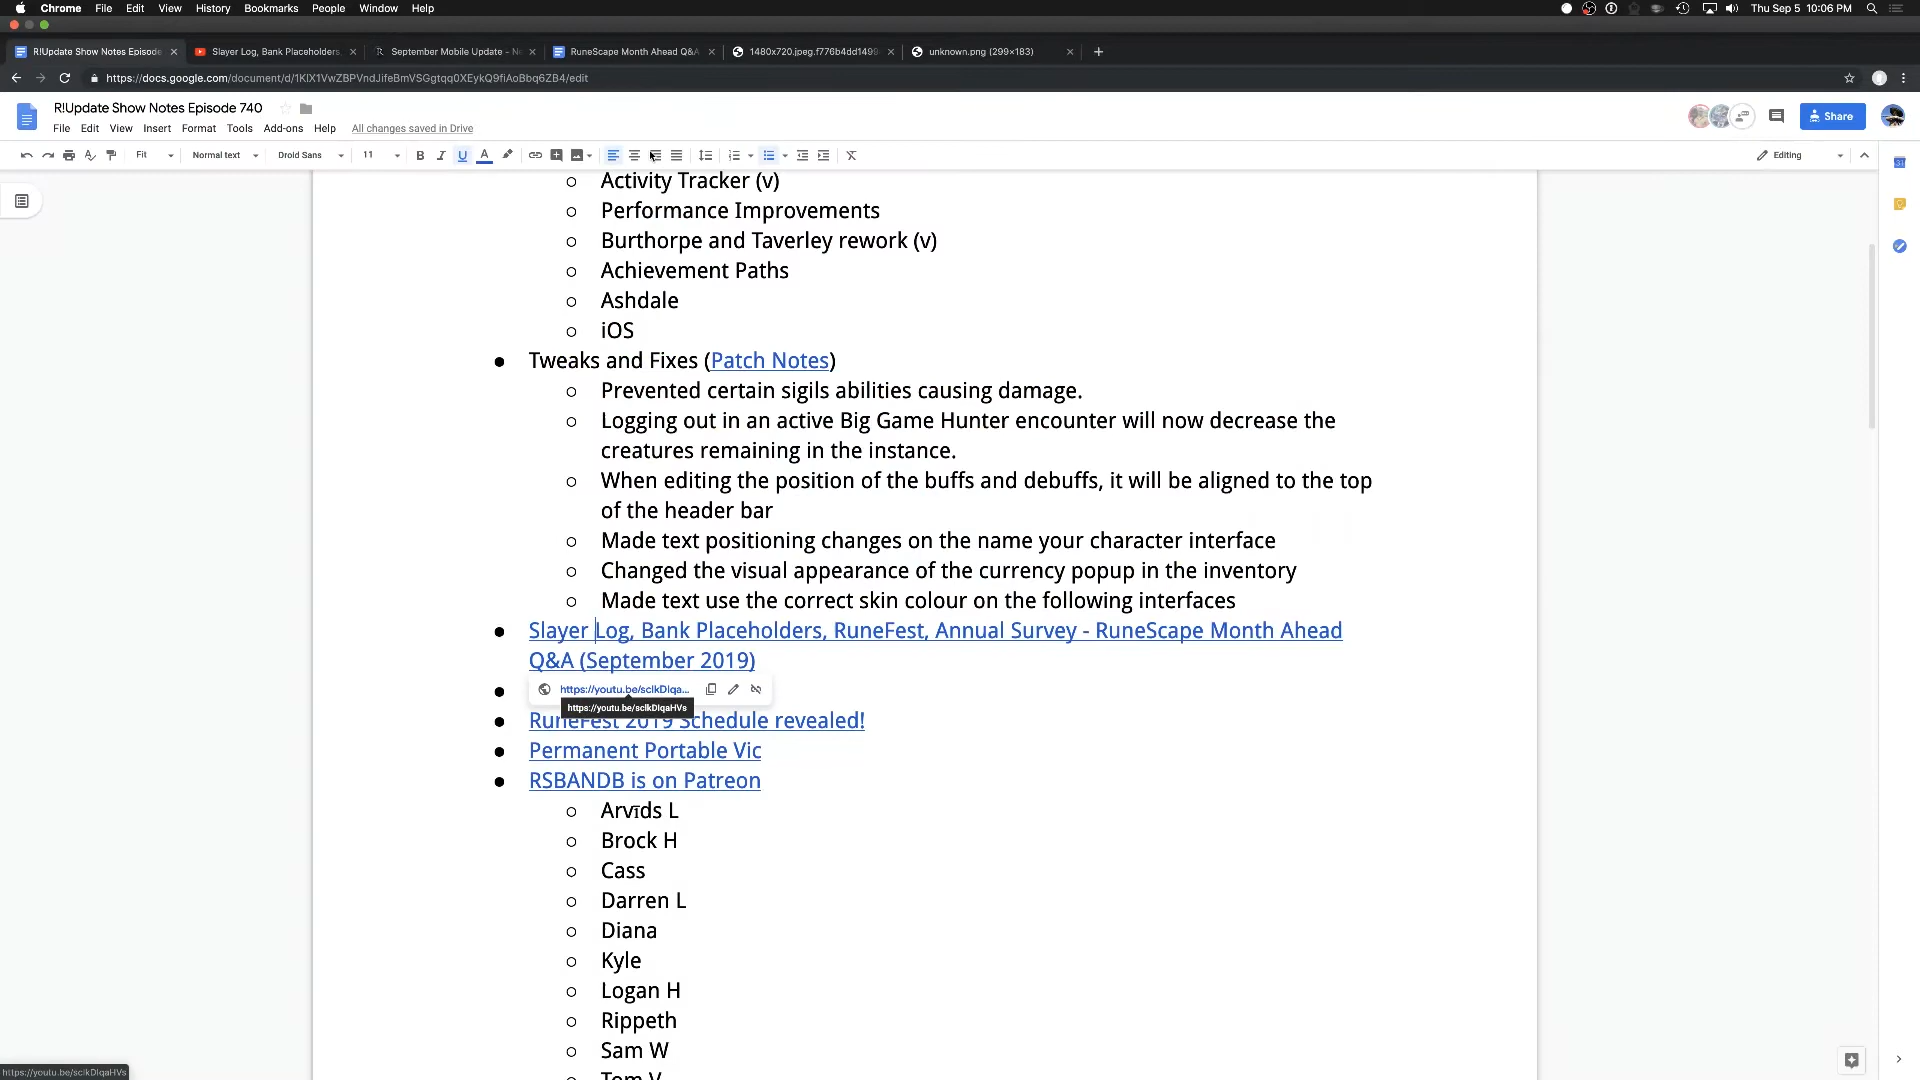 Chrome File Edit View History Bookmarks People Window Help Thu Sep 5 10:06 PM
R!Update Show Notes Episode Slayer Log, Bank Placeholders, September Mobile Update - Ne RuneScape Month Ahead Q&A 1480x720.jpeg.f776b4dd1499 unknown.png (299×183)
https://docs.google.com/document/d/1KlX1VwZBPVndJifeBmVSGgtqq0XEykQ9fiAoBbq6ZB4/edit
R!Update Show Notes Episode 740
File Edit View Insert Format Tools Add-ons Help All changes saved in Drive
Share
Fit Normal text Droid Sans 11 Editing
Activity Tracker (v)
Performance Improvements
Burthorpe and Taverley rework (v)
Achievement Paths
Ashdale
iOS
Tweaks and Fixes (Patch Notes)
Prevented certain sigils abilities causing damage.
Logging out in an active Big Game Hunter encounter will now decrease the
creatures remaining in the instance.
When editing the position of the buffs and debuffs, it will be aligned to the top
of the header bar
Made text positioning changes on the name your character interface
Changed the visual appearance of the currency popup in the inventory
Made text use the correct skin colour on the following interfaces
Slayer Log, Bank Placeholders, RuneFest, Annual Survey - RuneScape Month Ahead
Q&A (September 2019)
https://youtu.be/sclkDlqa...
https://youtu.be/sclkDlqaHVs
RuneFest 2019 Schedule revealed!
Permanent Portable Vic
RSBANDB is on Patreon
Arvīds L
Brock H
Cass
Darren L
Diana
Kyle
Logan H
Rippeth
Sam W
Tom V
https://youtu.be/sclkDlqaHVs